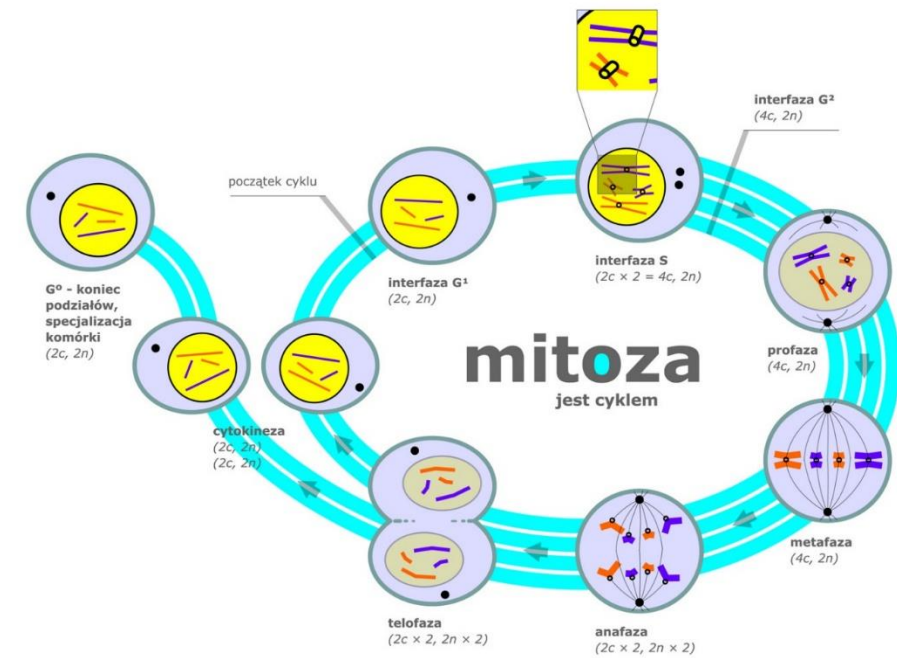 interfaza G²
(4c, 2n)
początek cyklu
interfaza G¹
(2c, 2n)
interfaza S
(2c × 2 = 4c, 2n)
G⁰ - koniec
podziałów,
specjalizacja
komórki
(2c, 2n)
profaza
(4c, 2n)
mitoza
jest cyklem
cytokineza
(2c, 2n)
(2c, 2n)
metafaza
(4c, 2n)
telofaza
(2c × 2, 2n × 2)
anafaza
(2c × 2, 2n × 2)